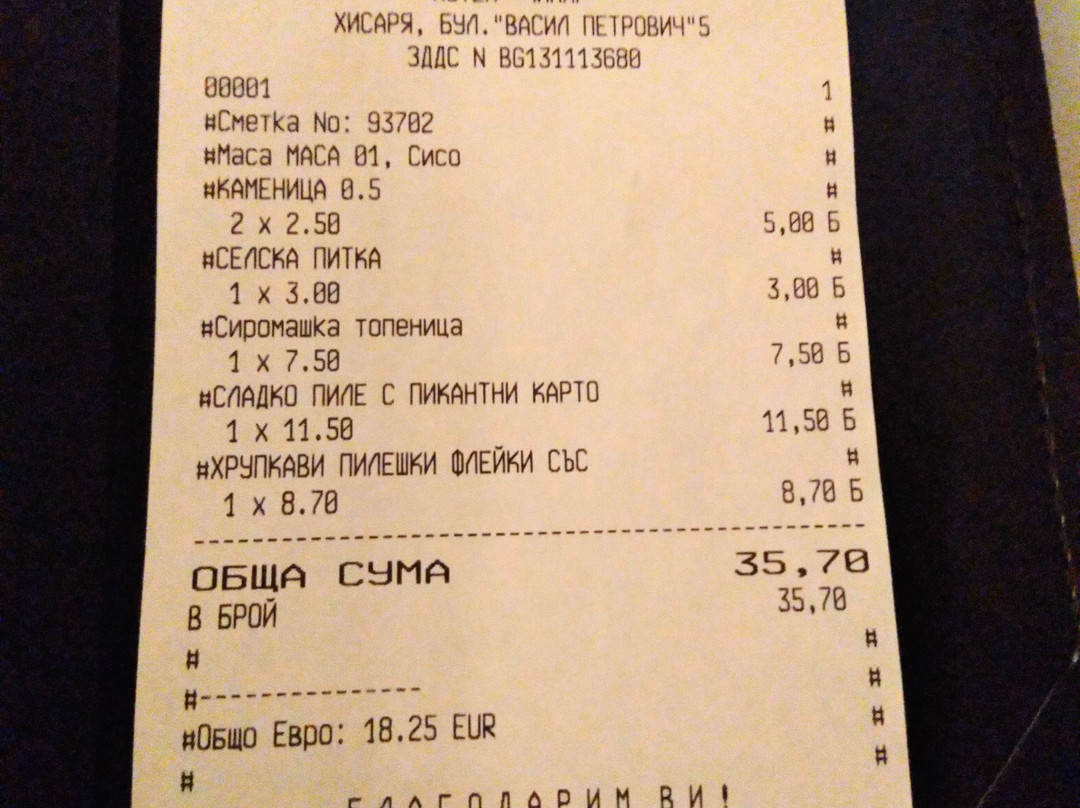 ХИСАРЯ, БУЛ."ВАСИЛ ПЕТРОВИЧ"5
ЗДДС N BG131113680
00001 1
#Сметка No: 93702 #
#Маса МАСА 01, Сисо #
#КАМЕНИЦА 0.5 #
2 x 2.50 5,00 Б
#СЕЛСКА ПИТКА #
1 x 3.00 3,00 Б
#Сиромашка топеница #
1 x 7.50 7,50 Б
#СЛАДКО ПИЛЕ С ПИКАНТНИ КАРТО #
1 x 11.50 11,50 Б
#ХРУПКАВИ ПИЛЕШКИ ФЛЕЙКИ СЪС #
1 x 8.70 8,70 Б
--------------------------------
ОБЩА СУМА 35,70
В БРОЙ 35,70
# #
#--------------- #
#Общо Евро: 18.25 EUR #
# #
БЛАГОДАРИМ ВИ!